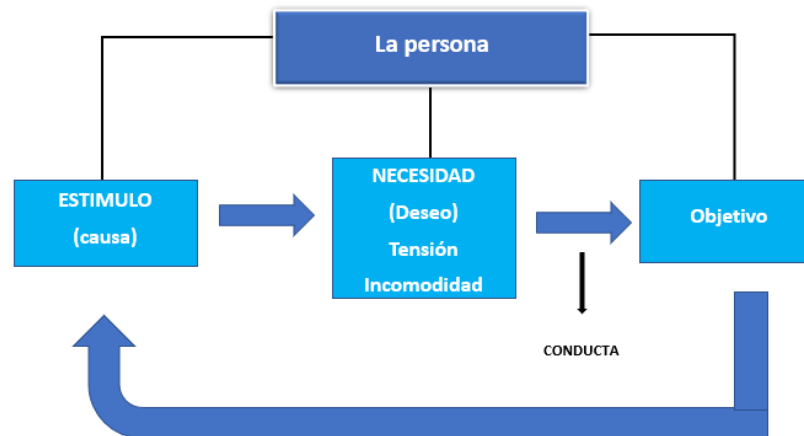 La persona
ESTIMULO
(causa)
NECESIDAD
(Deseo)
Tensión
Incomodidad
Objetivo
CONDUCTA